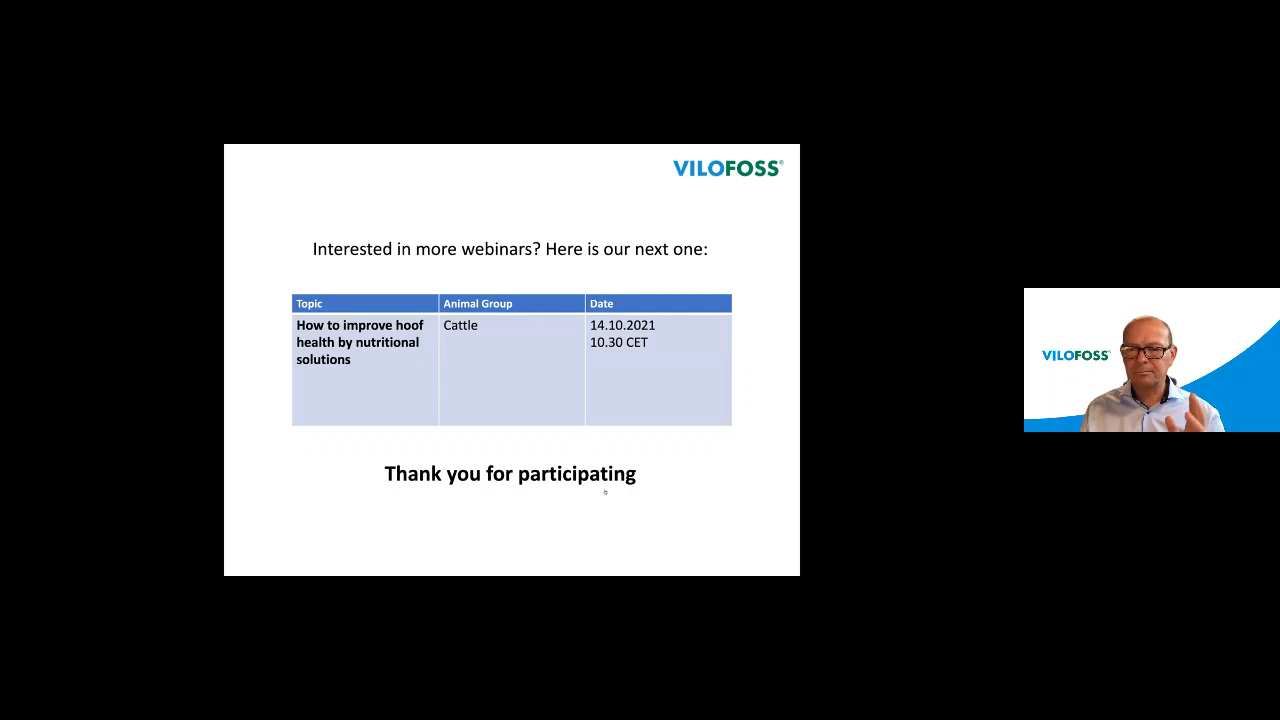 VILOFOSS®
Interested in more webinars? Here is our next one:
Topic
Animal Group
Date
How to improve hoof
health by nutritional
solutions
Cattle
14.10.2021
10.30 CET
Thank you for participating
VILOFOSS®